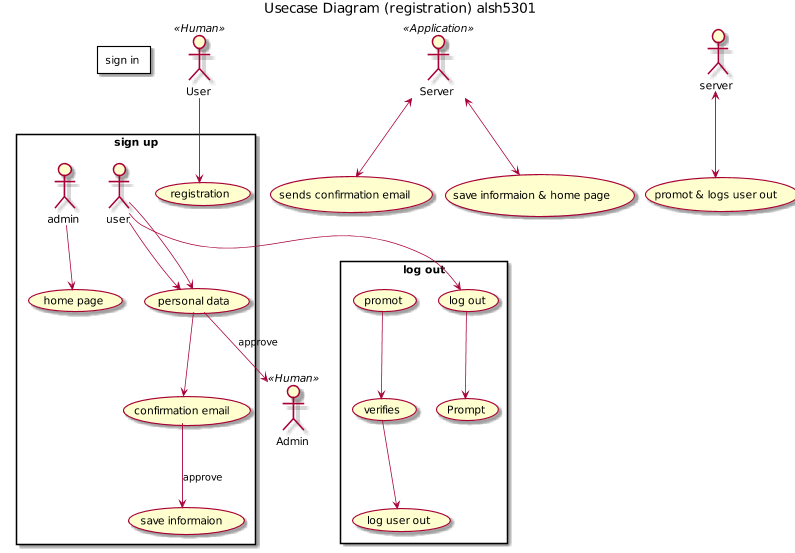 Usecase Diagram (registration) alsh5301
«Human»
«Application»
sign in
User
Server
server
sign up
registration
sends confirmation email
save informaion & home page
promot & logs user out
admin
user
log out
home page
personal data
promot
log out
approve
«Human»
confirmation email
verifies
Prompt
Admin
approve
save informaion
log user out